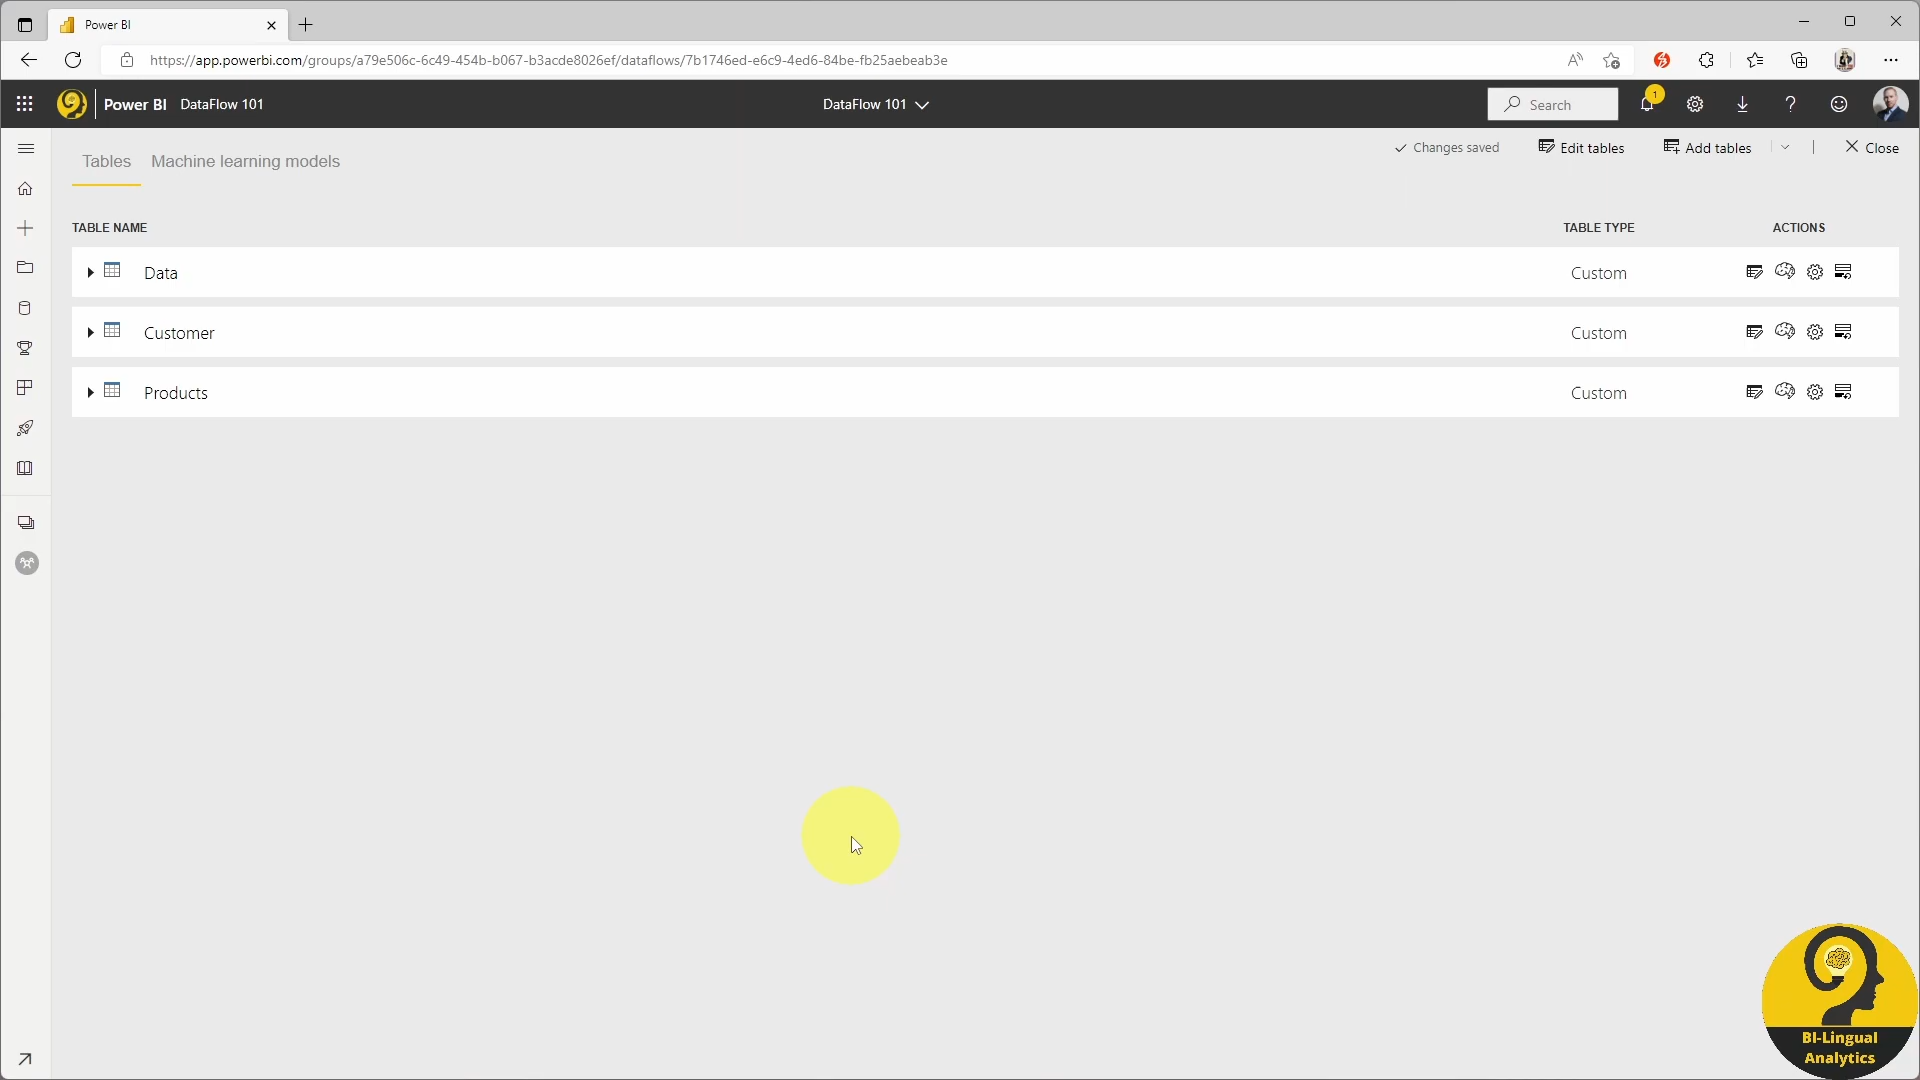 Power BI
https://app.powerbi.com/groups/a79e506c-6c49-454b-b067-b3acde8026ef/dataflows/7b1746ed-e6c9-4ed6-84be-fb25aebeab3e
Power BI DataFlow 101
DataFlow 101
Search
1
Tables Machine learning models
Changes saved Edit tables Add tables Close
TABLE NAME TABLE TYPE ACTIONS
Data Custom
Customer Custom
Products Custom
BI-Lingual
Analytics